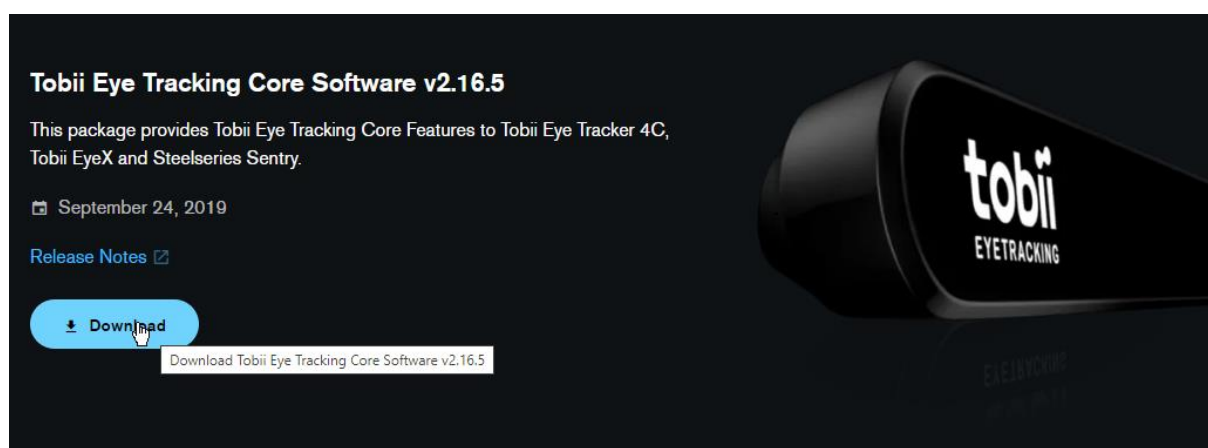 Tobii Eye Tracking Core Software v2.16.5
This package provides Tobii Eye Tracking Core Features to Tobii Eye Tracker 4C,
Tobii EyeX and Steelseries Sentry.
September 24, 2019
Release Notes
Download
Download Tobii Eye Tracking Core Software v2.16.5
tobii
EYETRACKING
EYETRACKING